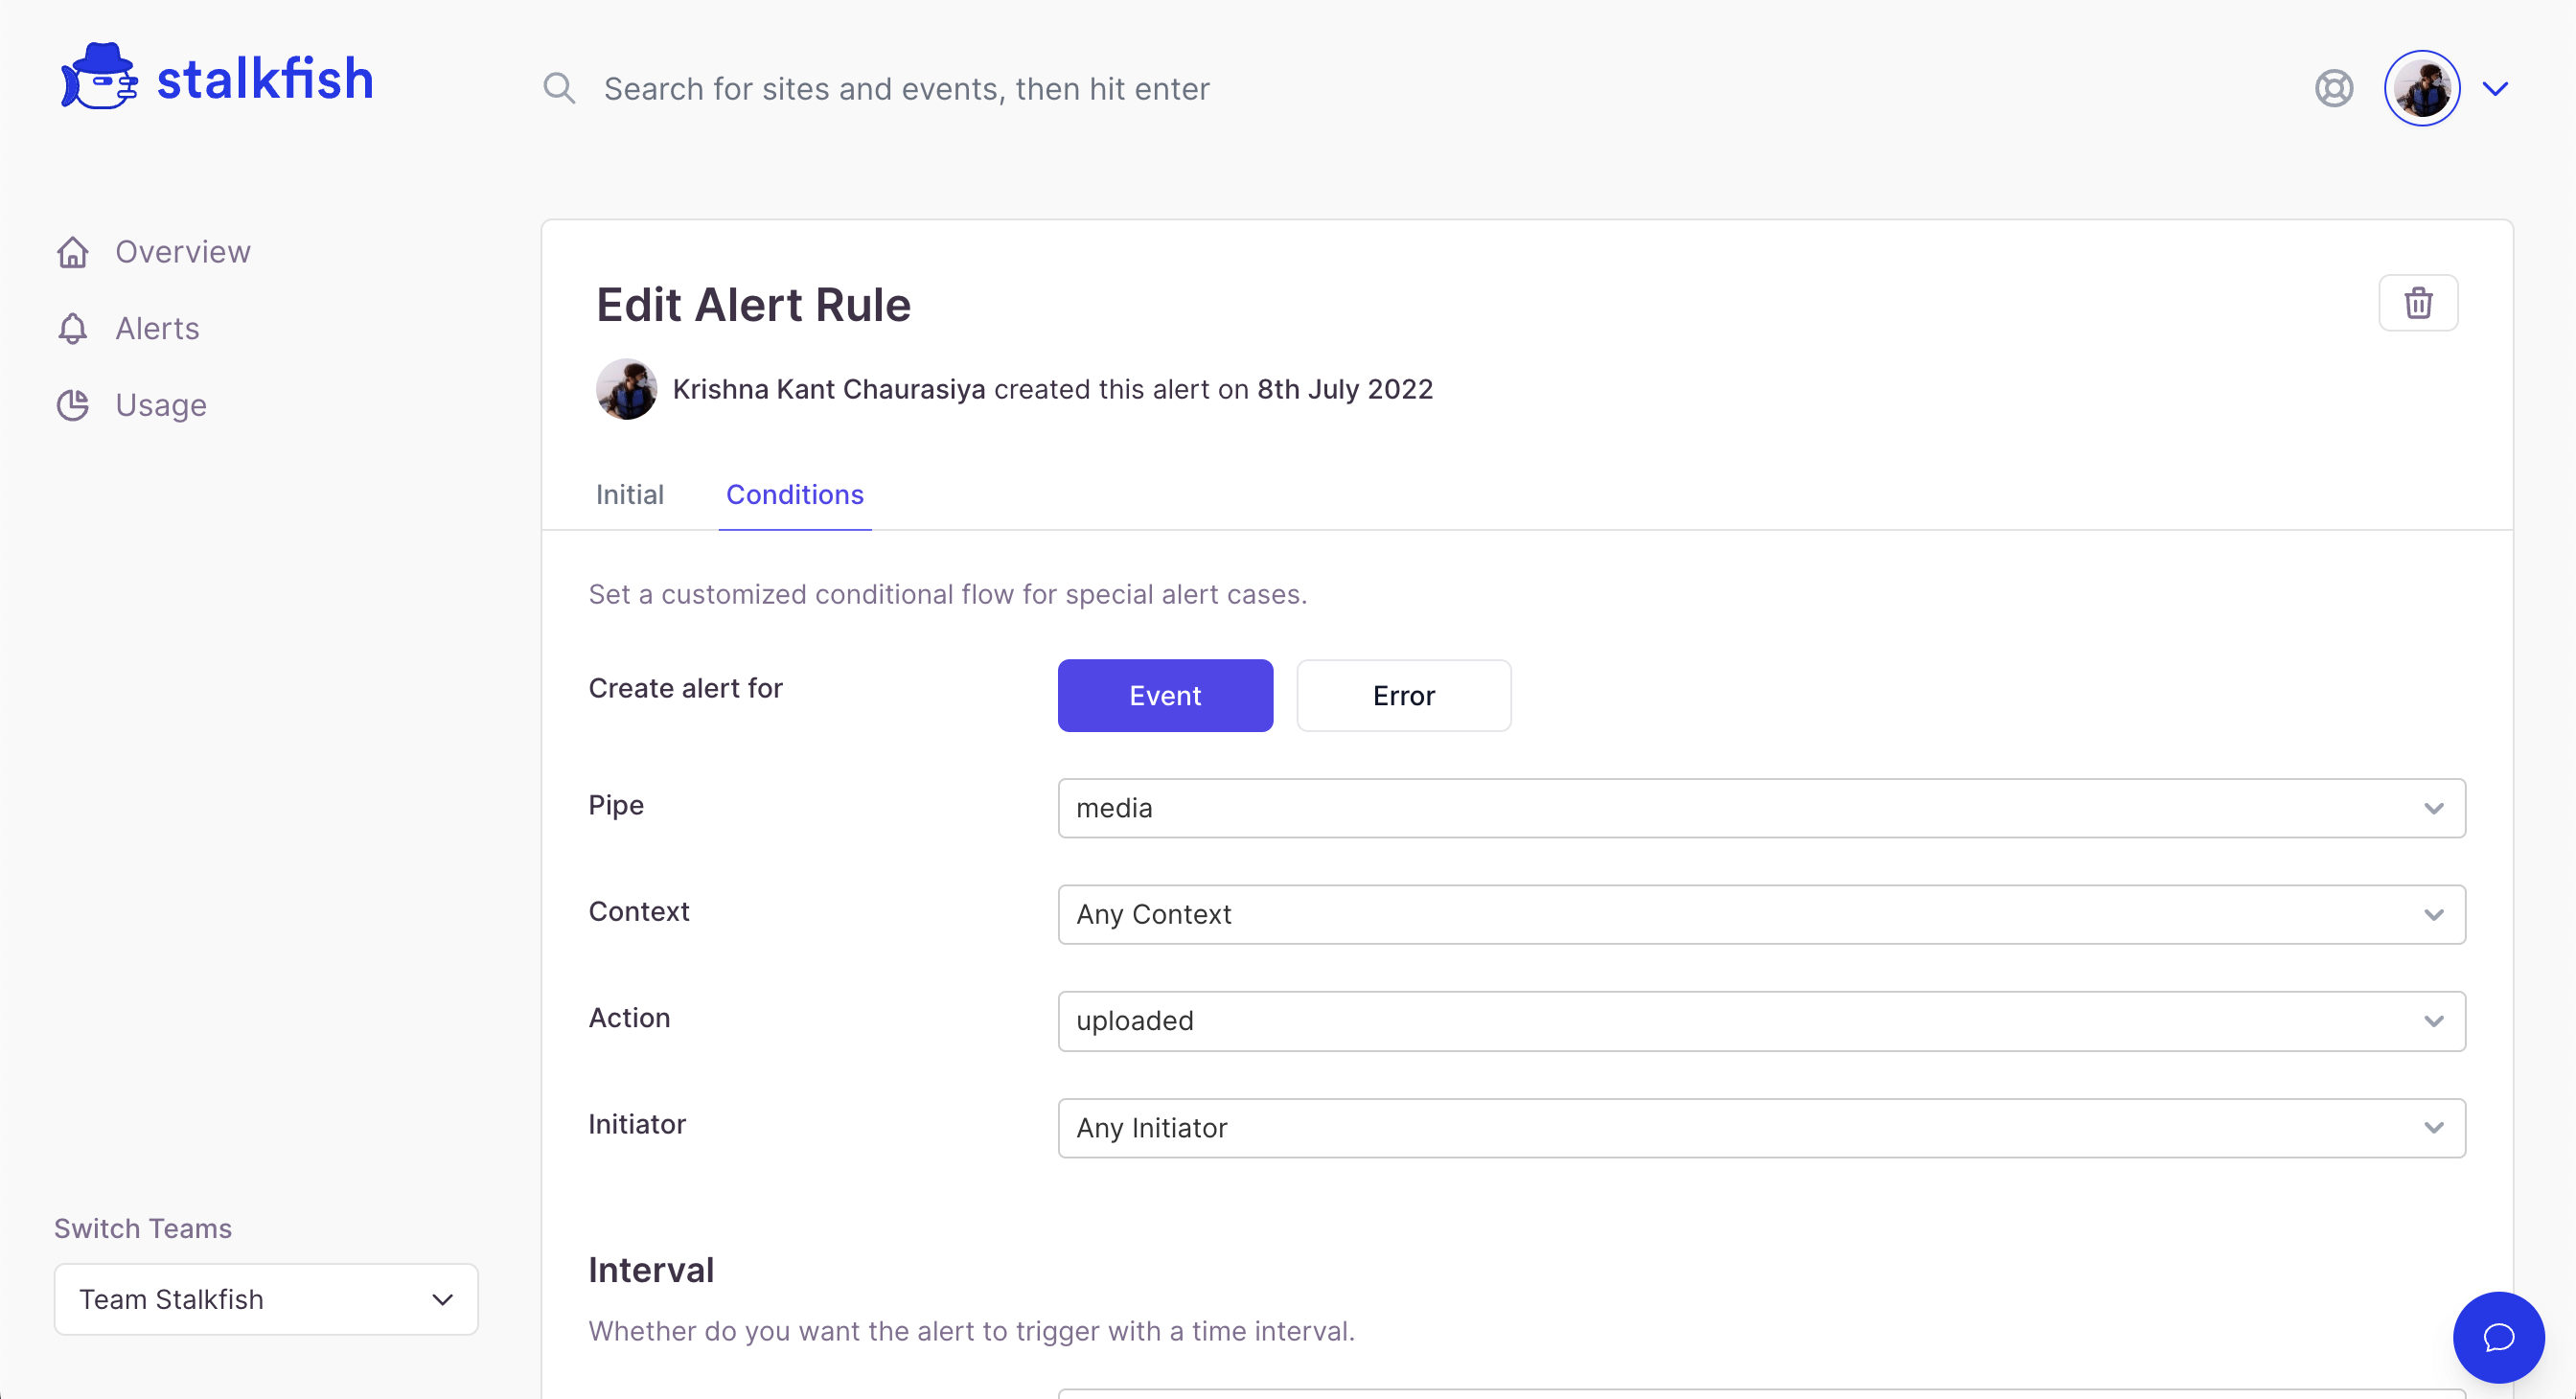 stalkfish
Search for sites and events, then hit enter
Overview
Alerts
Usage
Edit Alert Rule
Krishna Kant Chaurasiya created this alert on 8th July 2022
Initial
Conditions
Set a customized conditional flow for special alert cases.
Create alert for
Event
Error
Pipe
media
Context
Any Context
Action
uploaded
Initiator
Any Initiator
Switch Teams
Team Stalkfish
Interval
Whether do you want the alert to trigger with a time interval.